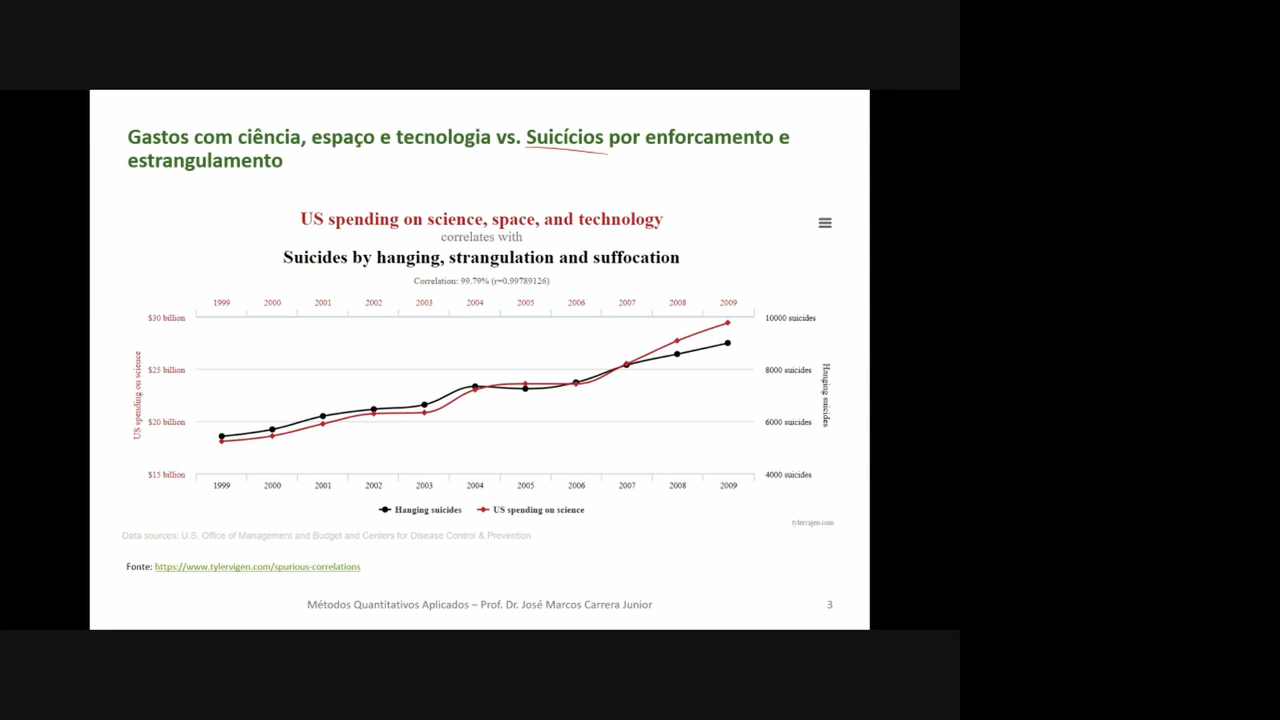 Gastos com ciência, espaço e tecnologia vs. Suicícios por enforcamento e
estrangulamento
US spending on science, space, and technology
correlates with
Suicides by hanging, strangulation and suffocation
Correlation: 99.79% (r=0.99789126)
1999 2000 2001 2002 2003 2004 2005 2006 2007 2008 2009
$30 billion 10000 suicides
$25 billion 8000 suicides
$20 billion 6000 suicides
$15 billion 4000 suicides
US spending on science
Hanging suicides
1999 2000 2001 2002 2003 2004 2005 2006 2007 2008 2009
Hanging suicides US spending on science
tylervigen.com
Data sources: U.S. Office of Management and Budget and Centers for Disease Control & Prevention
Fonte: https://www.tylervigen.com/spurious-correlations
Métodos Quantitativos Aplicados – Prof. Dr. José Marcos Carrera Junior 3